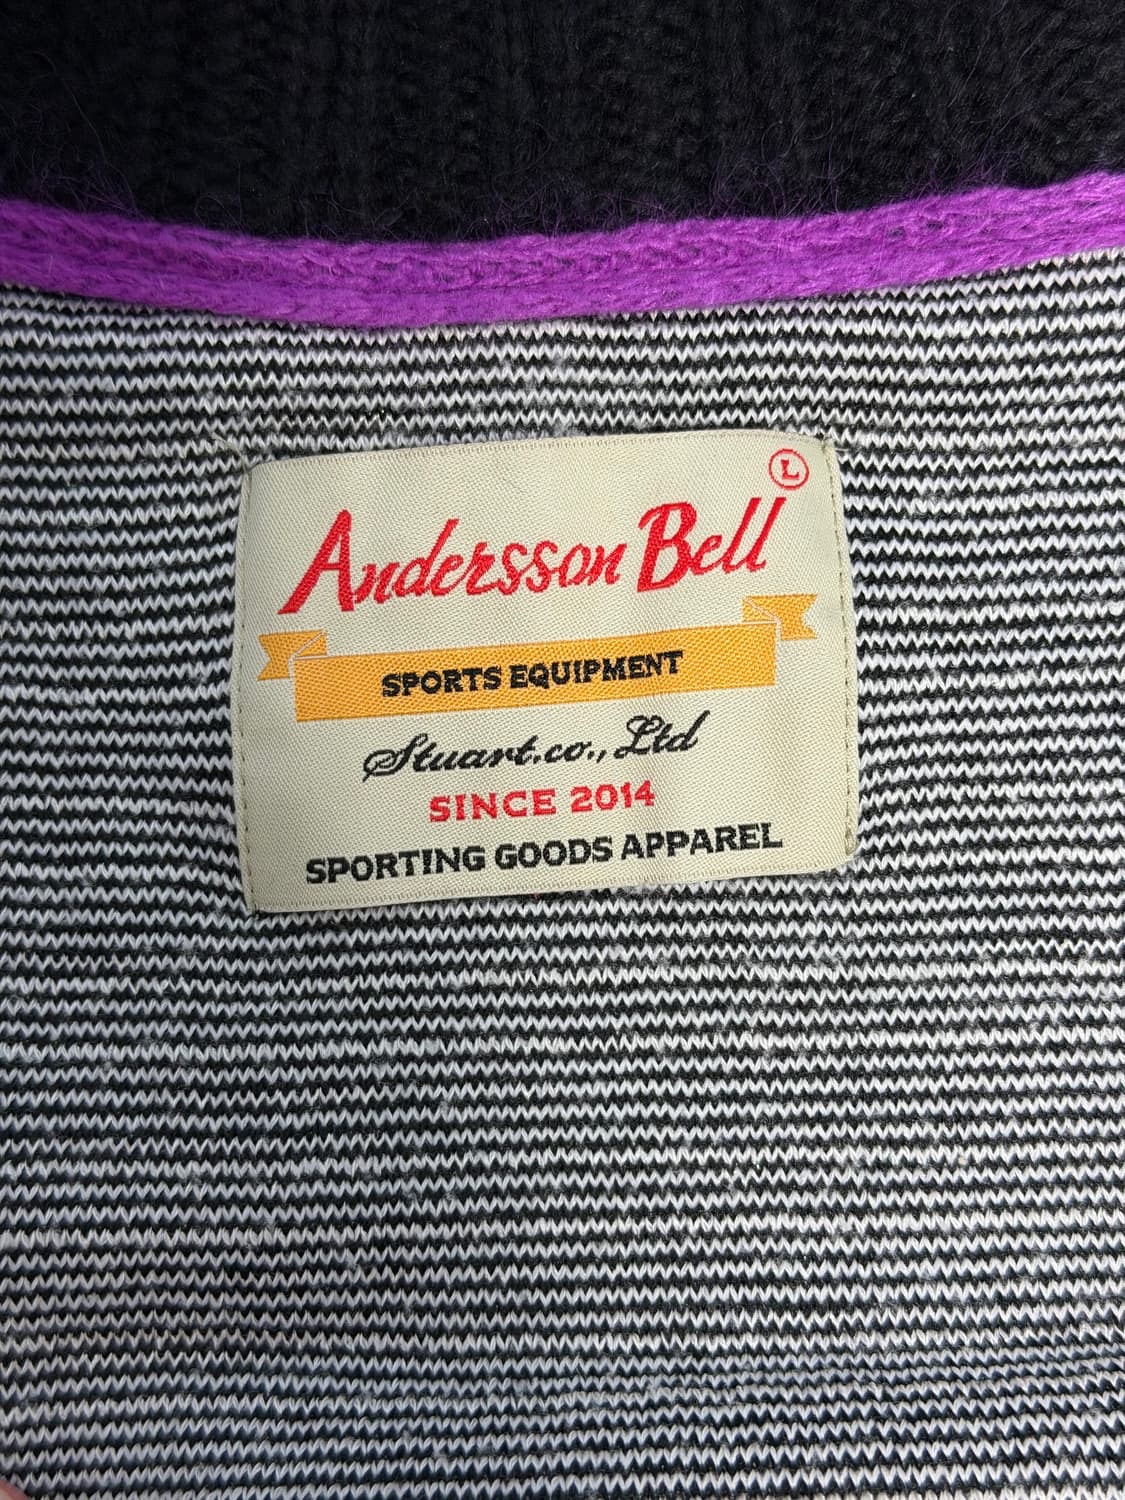 L
Andersson Bell
SPORTS EQUIPMENT
Stuart.co., Ltd
SINCE 2014
SPORTING GOODS APPAREL